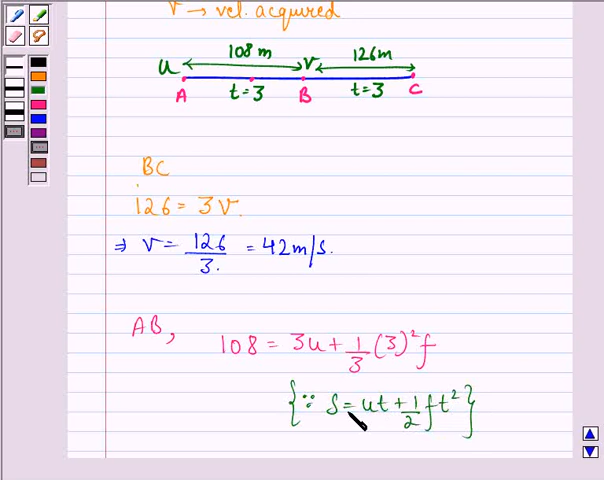 v → vel. acquired
108 m 126m
u v
A t=3 B t=3 C
BC
126 = 3v.
⇒ v = 126/3. = 42m/s.
AB, 108 = 3u + 1/3 (3)² f
{∵ s = ut + 1/2 ft²}